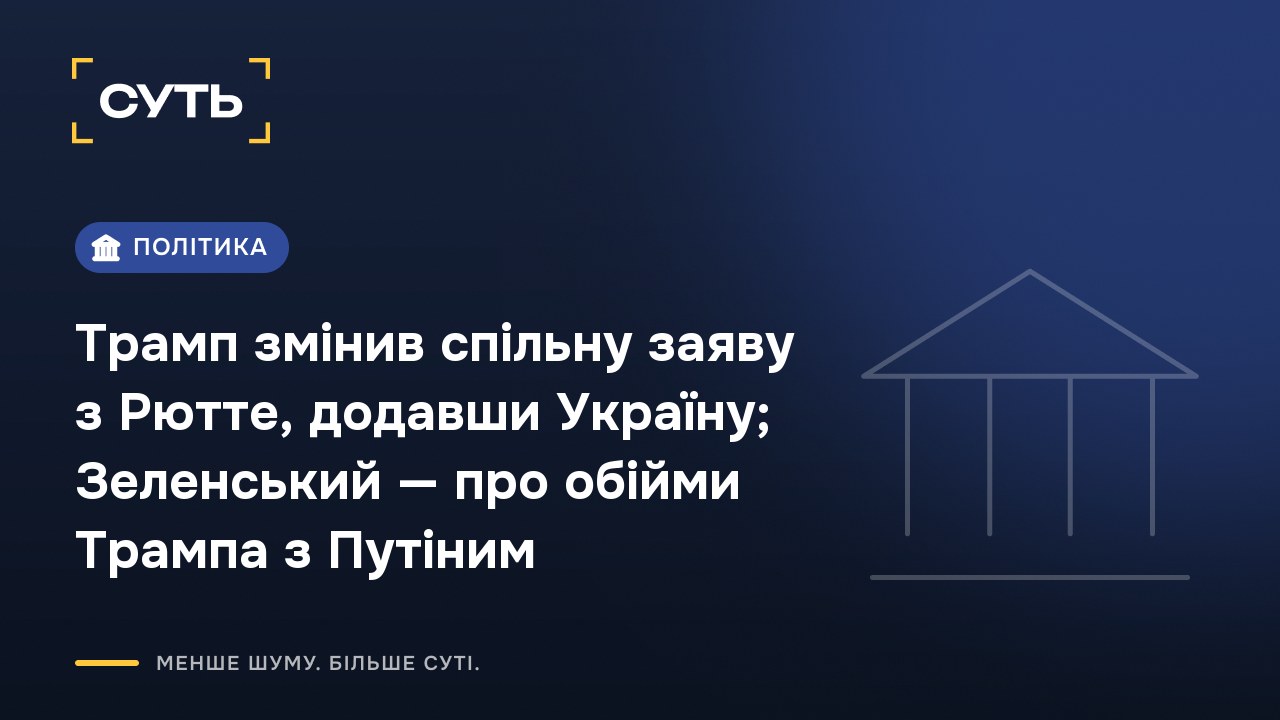 СУТЬ
ПОЛІТИКА
Трамп змінив спільну заяву
з Рютте, додавши Україну;
Зеленський — про обійми
Трампа з Путіним
МЕНШЕ ШУМУ. БІЛЬШЕ СУТІ.